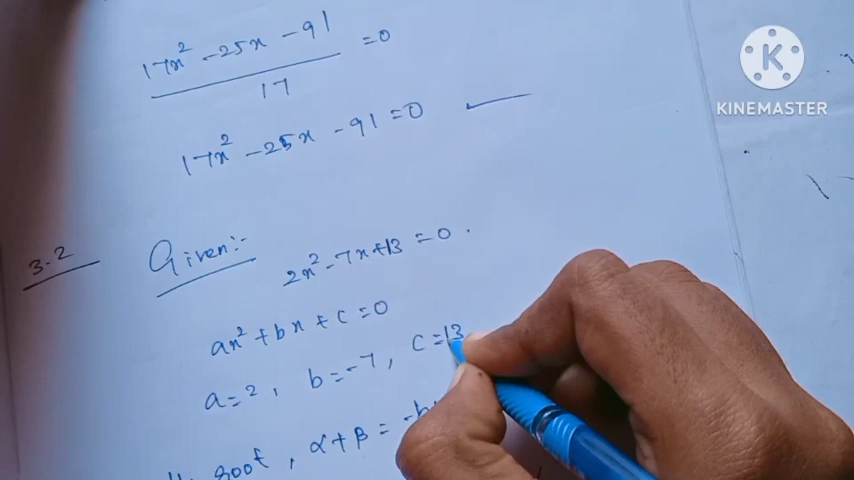 17x² - 25x - 91
_______________ = 0
17
17x² - 25x - 91 = 0
3.2 Given:- 2x² - 7x + 13 = 0.
ax² + bx + c = 0
a = 2, b = -7, c = 13
root, α + β = -b
K
KINEMASTER